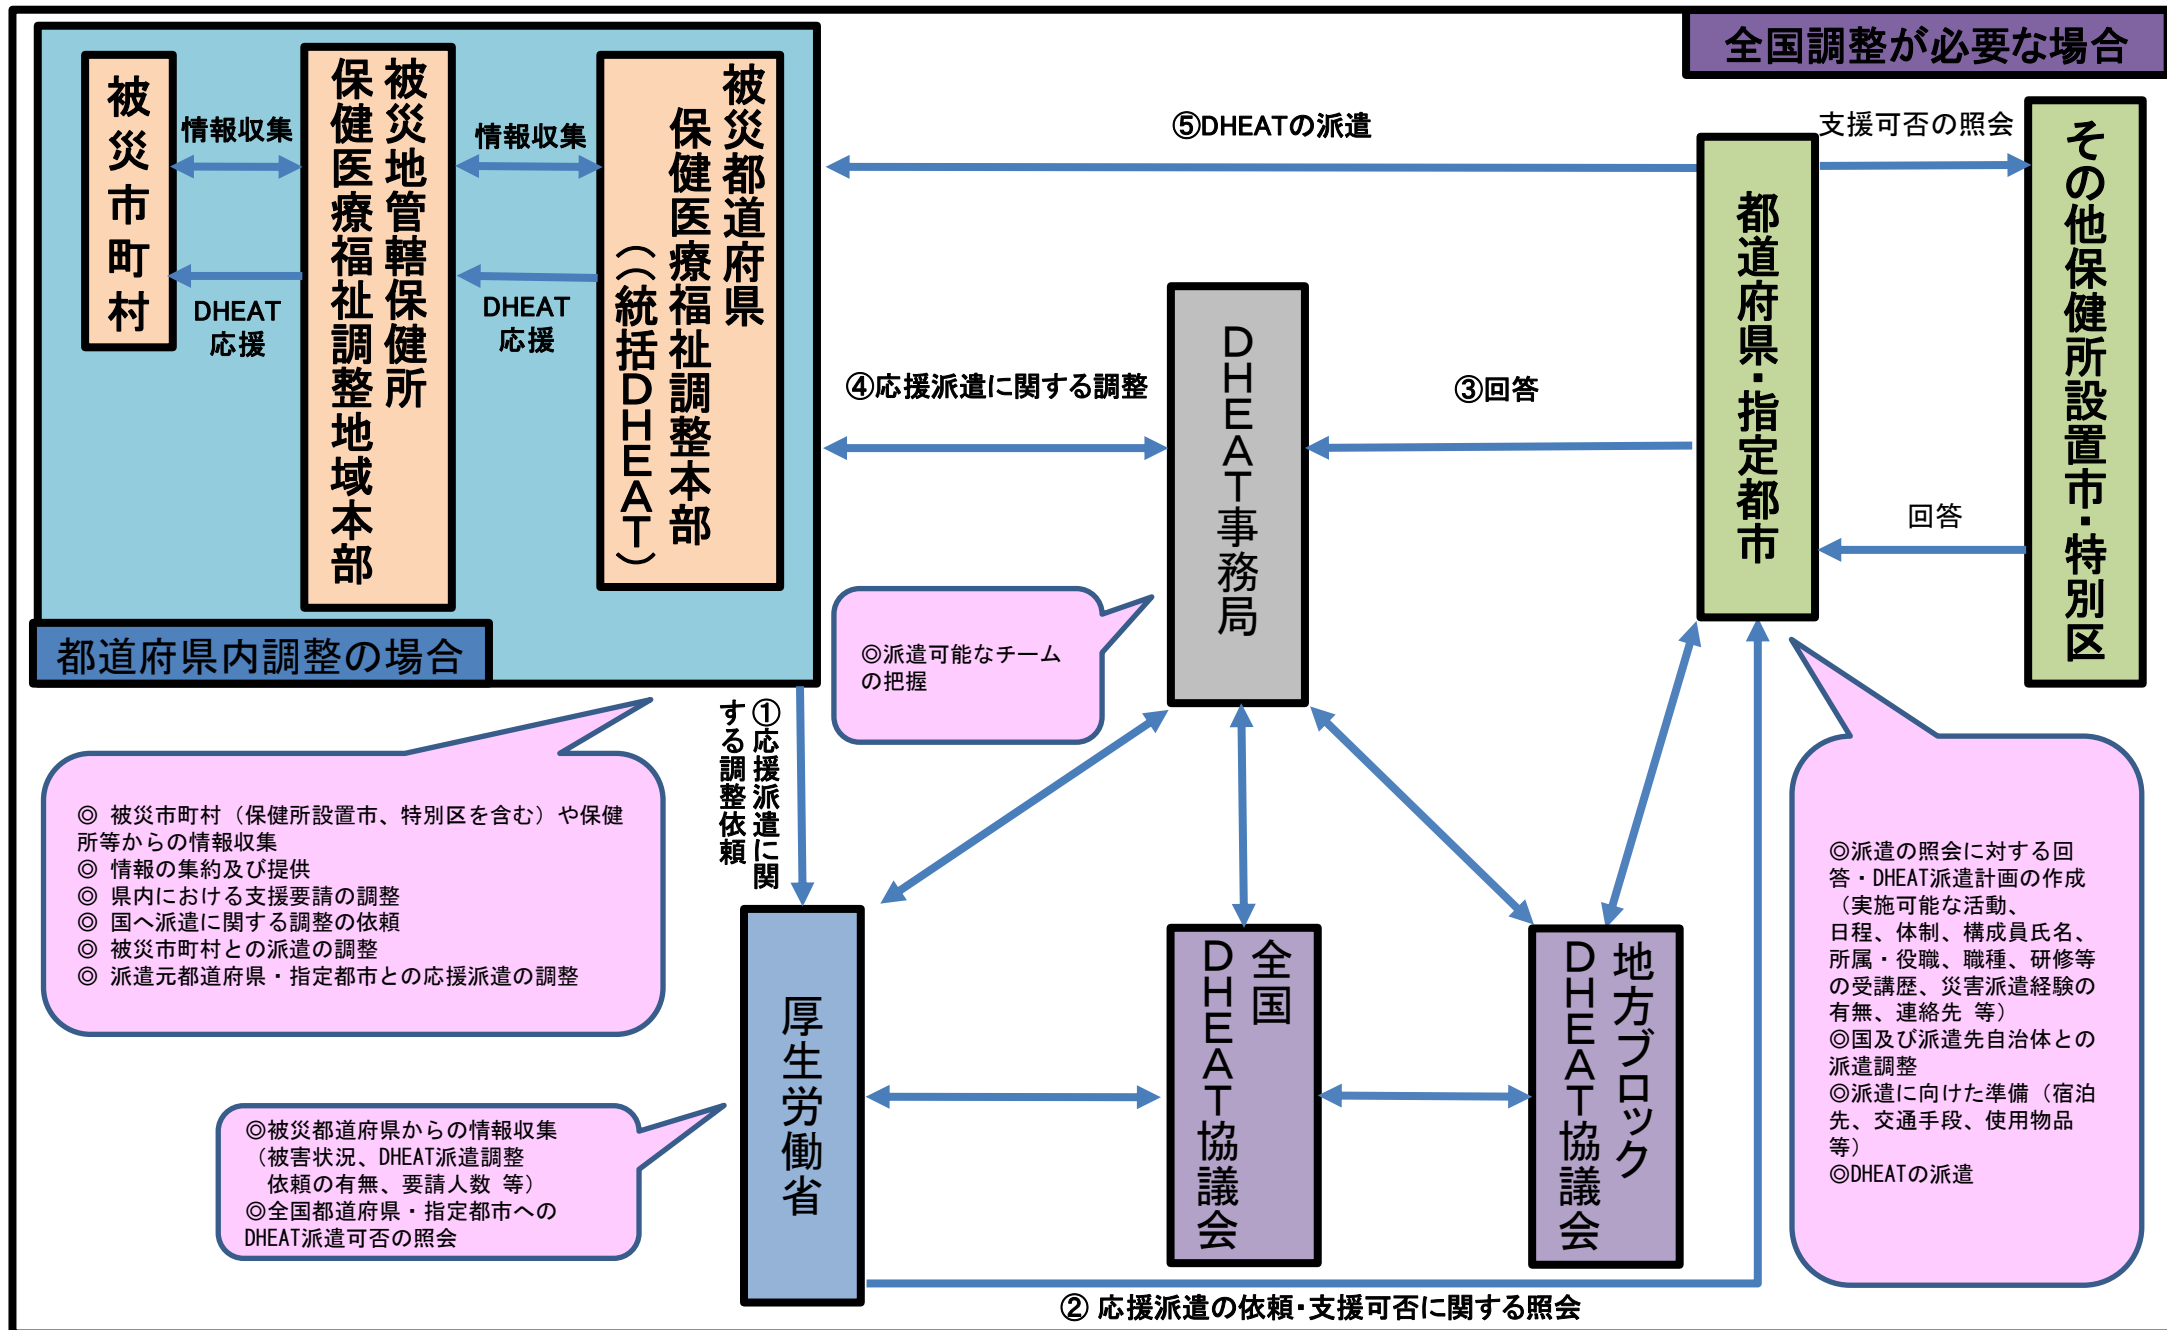 全国調整が必要な場合
被災市町村
情報収集
DHEAT
応援
被災地管轄保健所
保健医療福祉調整地域本部
情報収集
DHEAT
応援
被災都道府県
保健医療福祉調整本部
（（統括DHEAT）
都道府県内調整の場合
⑤DHEATの派遣
支援可否の照会
その他保健所設置市・特別区
都道府県・指定都市
回答
DHEAT事務局
④応援派遣に関する調整
③回答
◎派遣可能なチーム
の把握
①応援派遣に関
する調整依頼
◎ 被災市町村（保健所設置市、特別区を含む）や保健
所等からの情報収集
◎ 情報の集約及び提供
◎ 県内における支援要請の調整
◎ 国へ派遣に関する調整の依頼
◎ 被災市町村との派遣の調整
◎ 派遣元都道府県・指定都市との応援派遣の調整
◎被災都道府県からの情報収集
（被害状況、DHEAT派遣調整
依頼の有無、要請人数 等）
◎全国都道府県・指定都市への
DHEAT派遣可否の照会
厚生労働省
全国
DHEAT協議会
地方ブロック
DHEAT協議会
◎派遣の照会に対する回
答・DHEAT派遣計画の作成
（実施可能な活動、
日程、体制、構成員氏名、
所属・役職、職種、研修等
の受講歴、災害派遣経験の
有無、連絡先 等）
◎国及び派遣先自治体との
派遣調整
◎派遣に向けた準備（宿泊
先、交通手段、使用物品
等）
◎DHEATの派遣
② 応援派遣の依頼・支援可否に関する照会